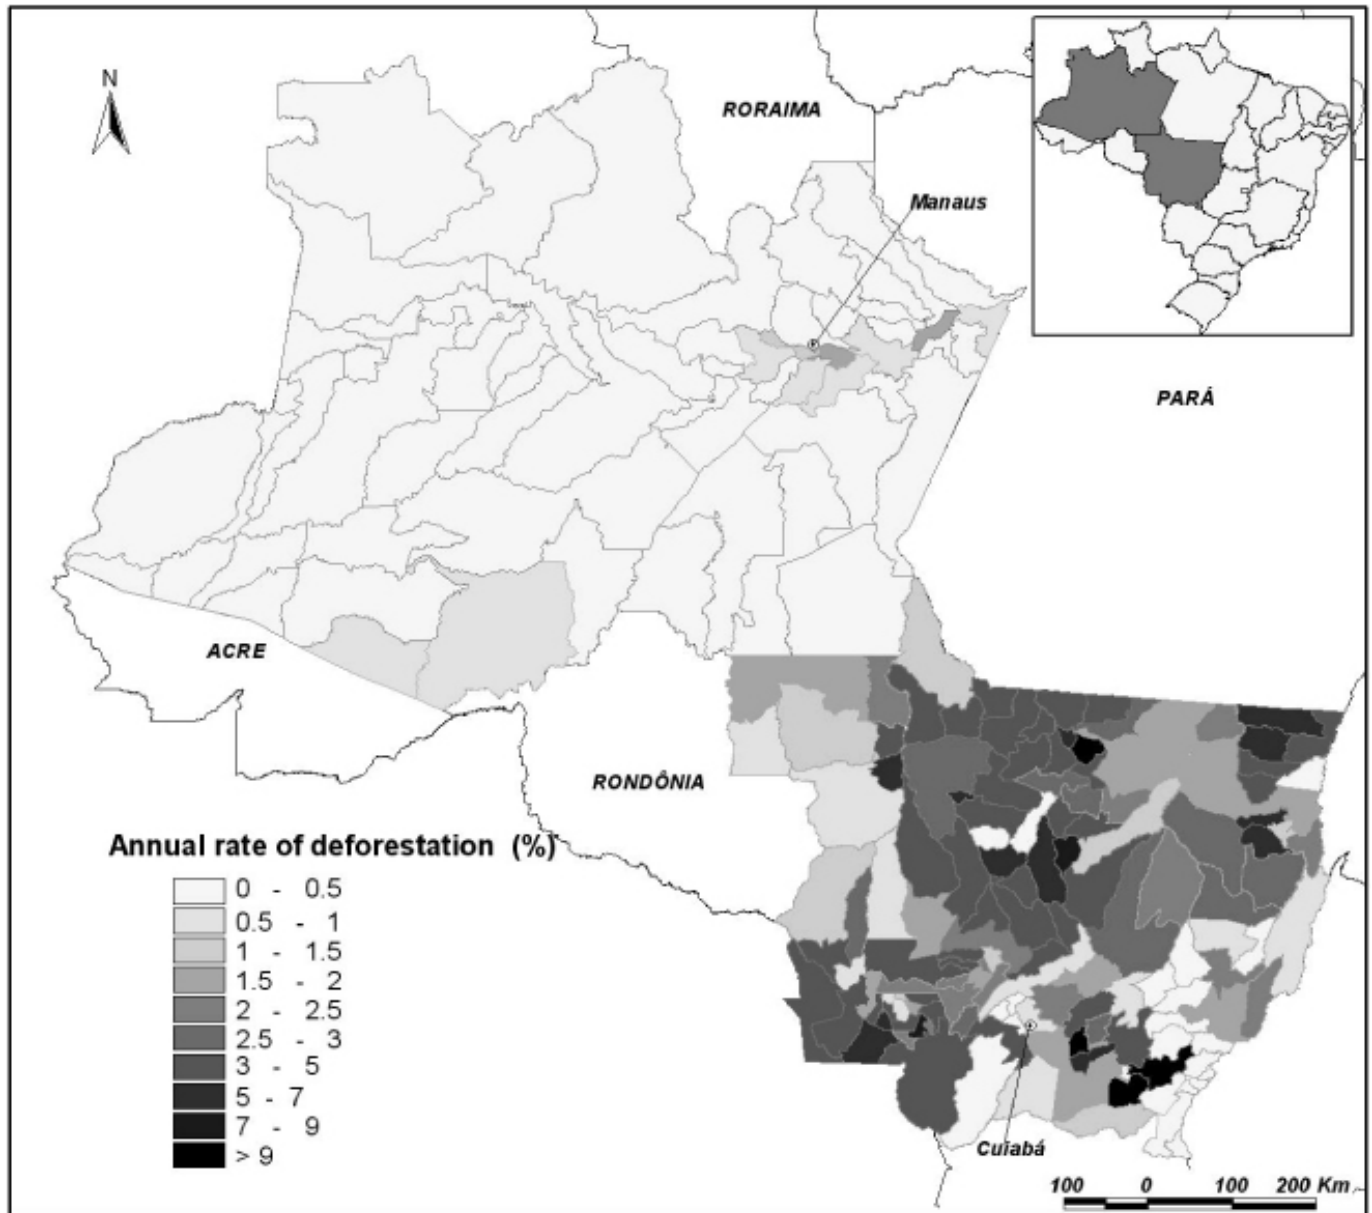 N
RORAIMA
Manaus
PARÁ
ACRE
RONDÔNIA
Annual rate of deforestation (%)
0 - 0.5
0.5 - 1
1 - 1.5
1.5 - 2
2 - 2.5
2.5 - 3
3 - 5
5 - 7
7 - 9
> 9
Cuiabá
100 0 100 200 Km